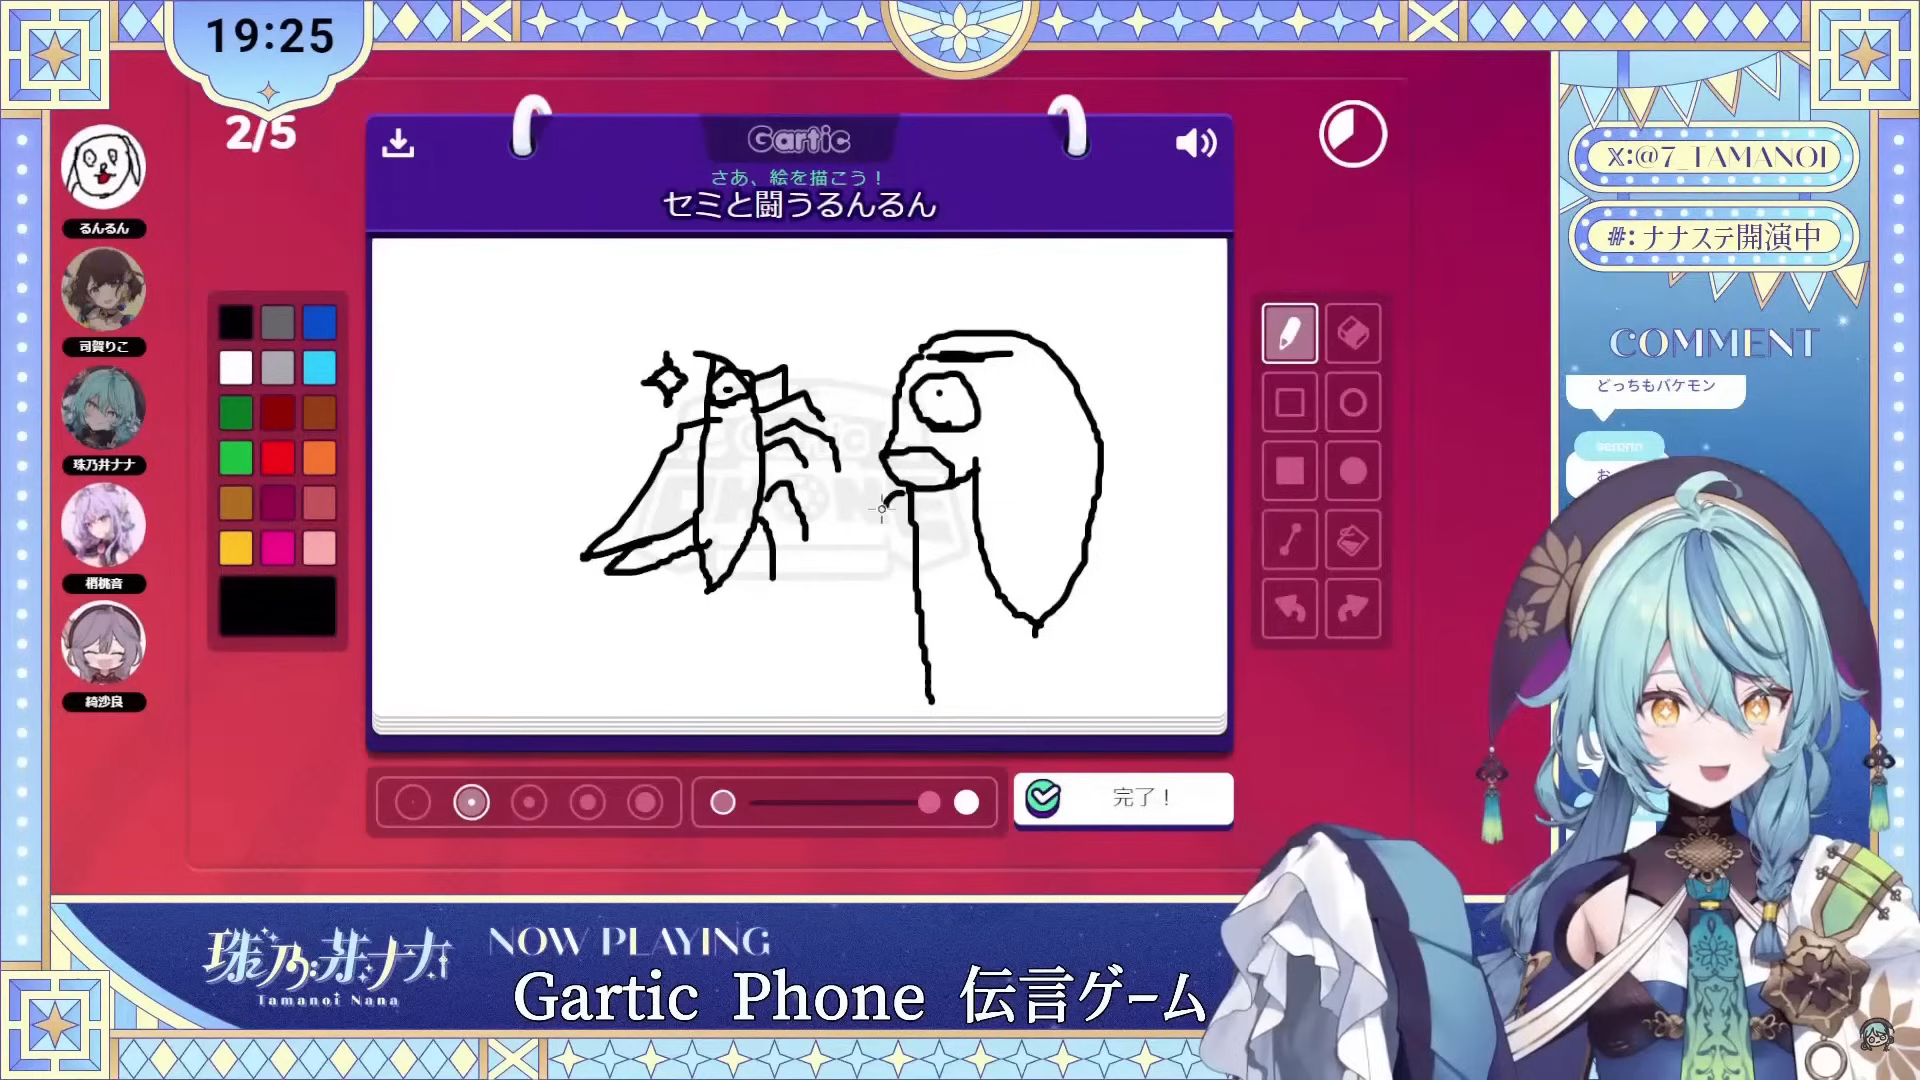 19:25
2/5
Gartic
さあ、絵を描こう！
セミと闘うるんるん
るんるん
司賀りこ
珠乃井ナナ
椚桃音
綺沙良
𝕏:@7_TAMANOI
#:ナナステ開演中
COMMENT
どっちもバケモン
お
完了！
珠乃井ナナ
Tamanoi Nana
NOW PLAYING
Gartic Phone 伝言ゲーム